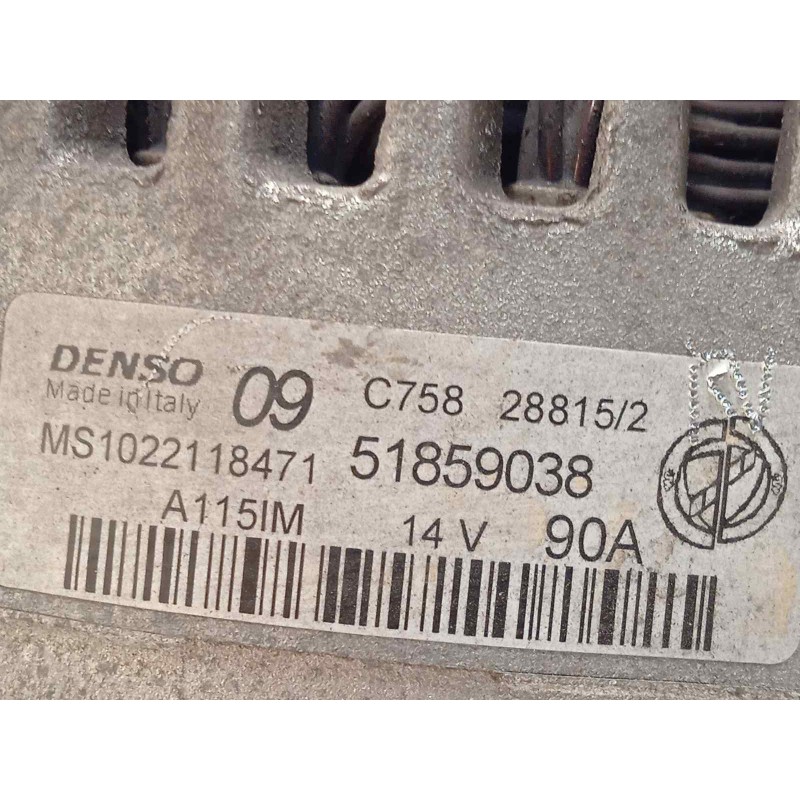 DENSO 09 C758 28815/2
Made in Italy
MS1022118471 51859038
A115IM 14 V 90A